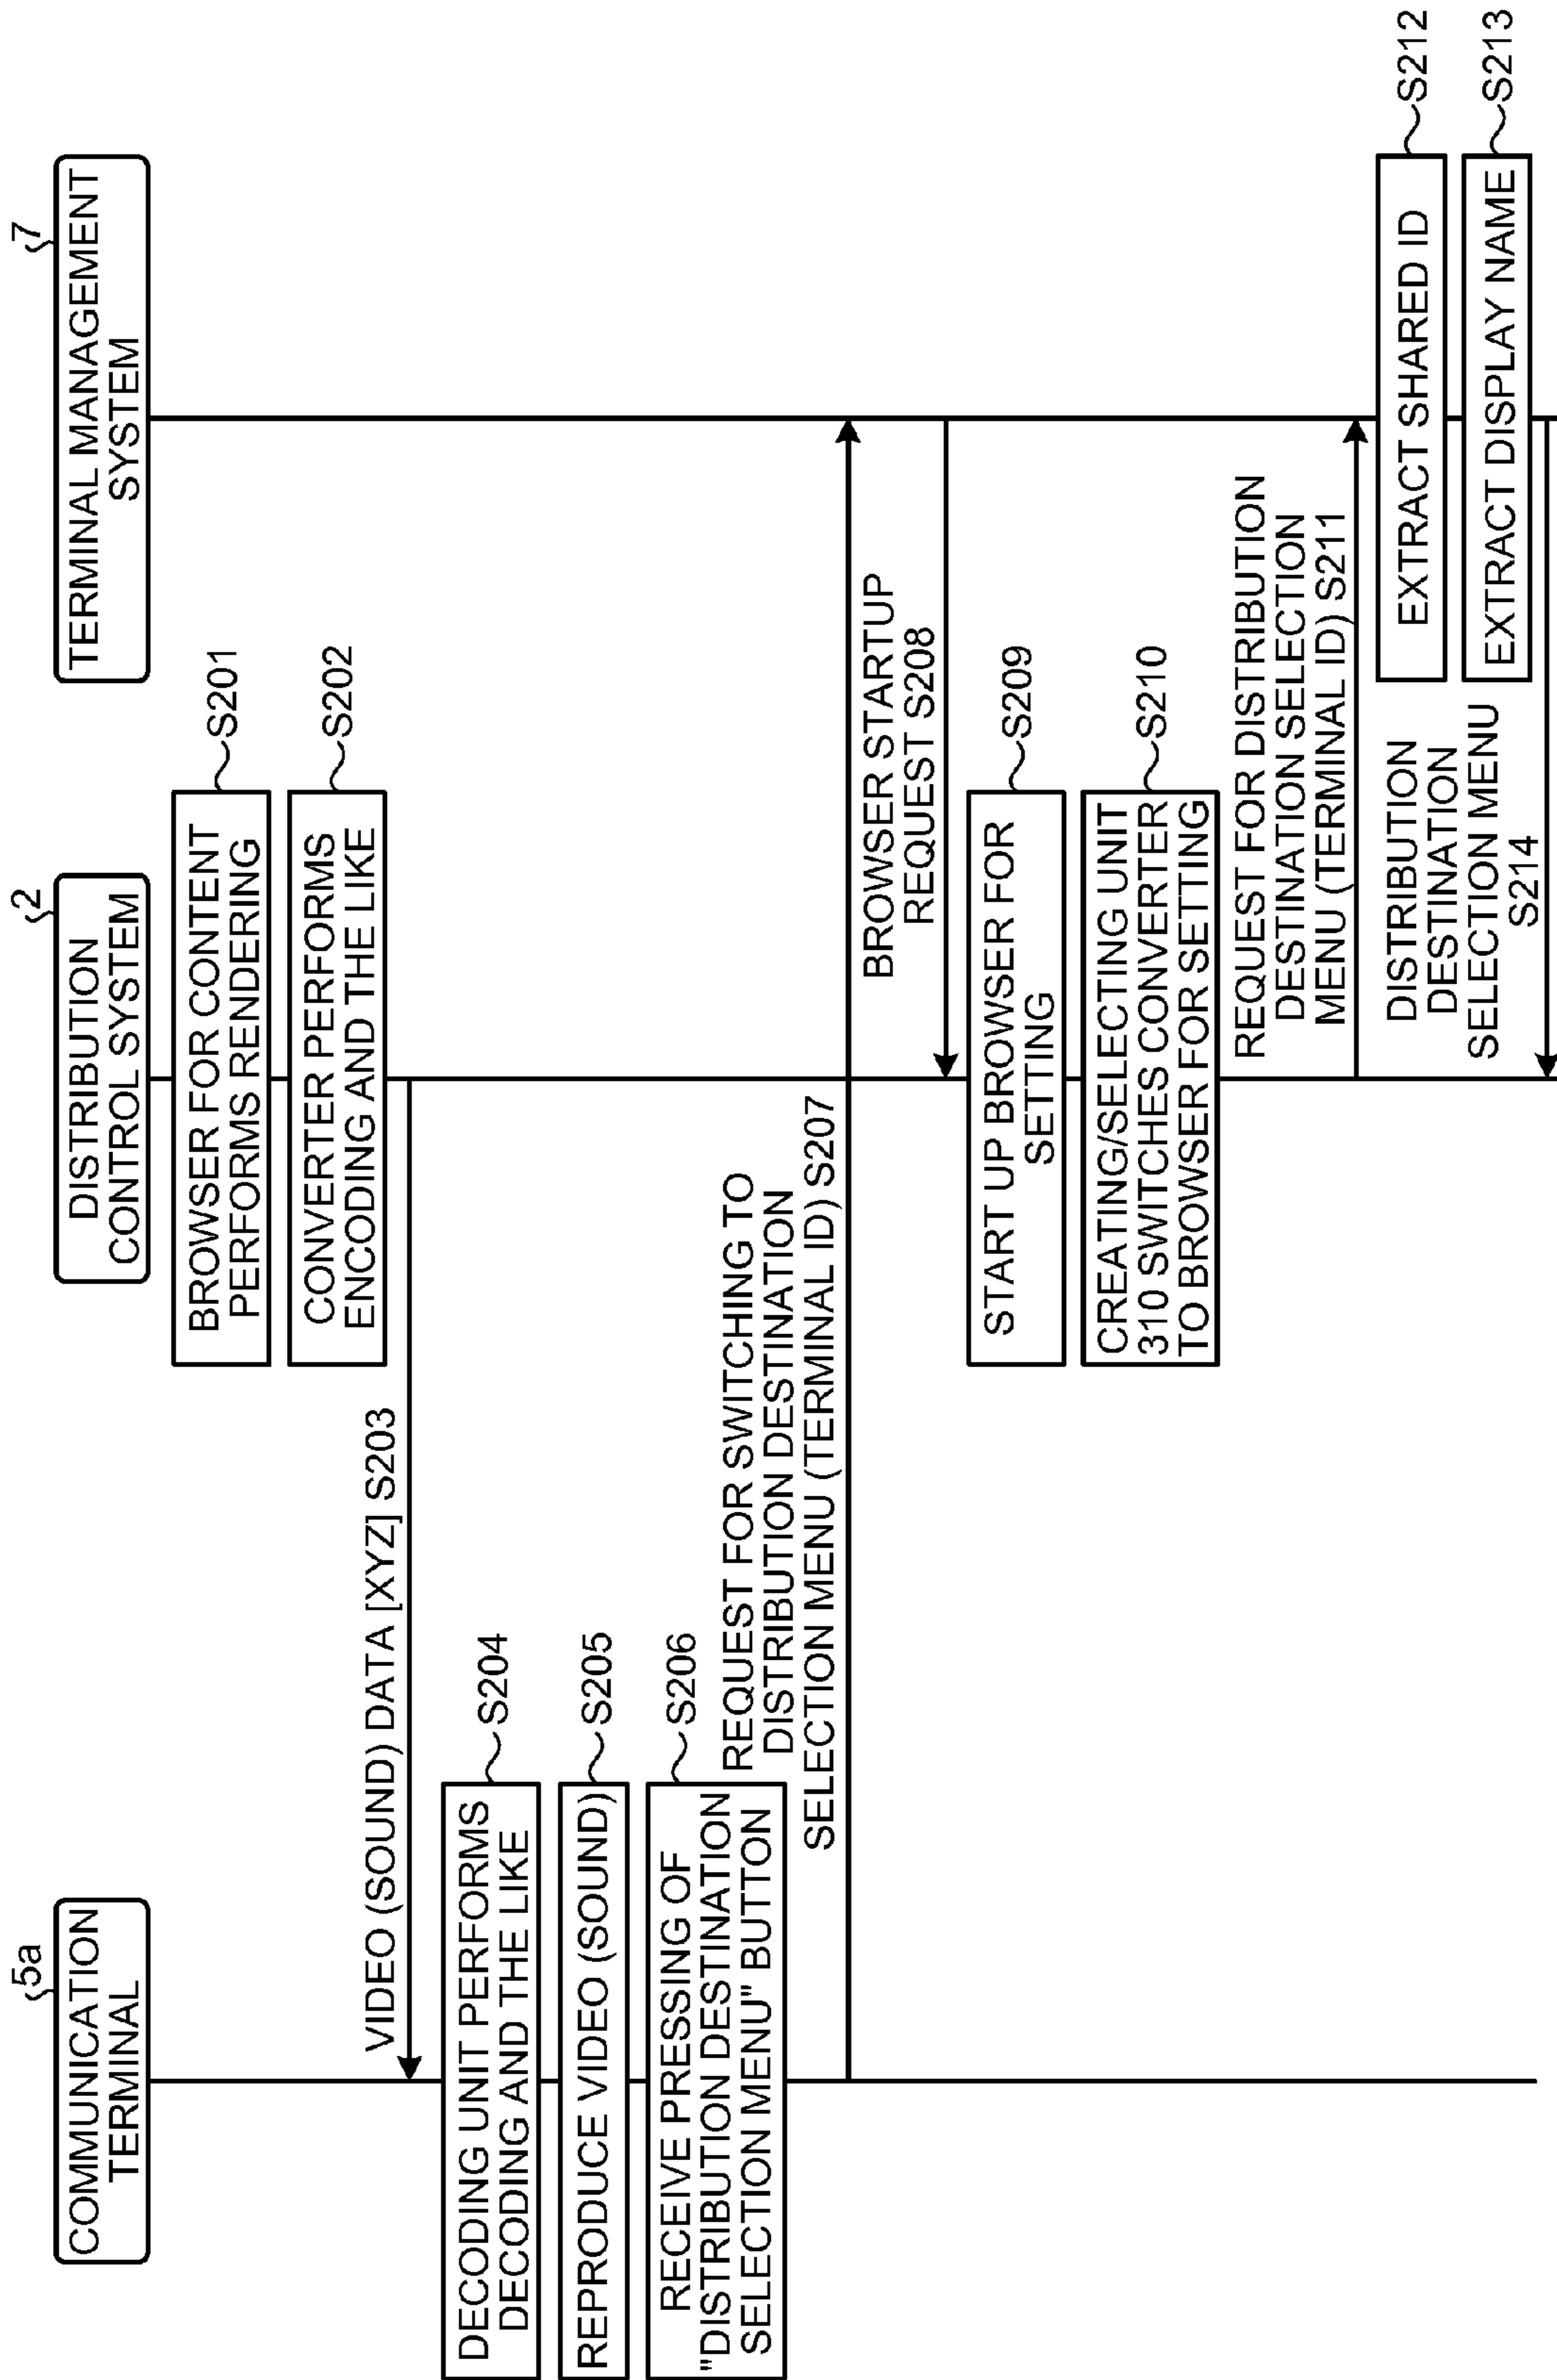 5a
COMMUNICATION
TERMINAL
2
DISTRIBUTION
CONTROL SYSTEM
7
TERMINAL MANAGEMENT
SYSTEM
BROWSER FOR CONTENT
PERFORMS RENDERING
S201
CONVERTER PERFORMS
ENCODING AND THE LIKE
S202
VIDEO (SOUND) DATA [XYZ] S203
DECODING UNIT PERFORMS
DECODING AND THE LIKE
S204
REPRODUCE VIDEO (SOUND)
S205
RECEIVE PRESSING OF
"DISTRIBUTION DESTINATION
SELECTION MENU" BUTTON
S206
REQUEST FOR SWITCHING TO
DISTRIBUTION DESTINATION
SELECTION MENU (TERMINAL ID) S207
BROWSER STARTUP
REQUEST S208
START UP BROWSER FOR
SETTING
S209
CREATING/SELECTING UNIT
310 SWITCHES CONVERTER
TO BROWSER FOR SETTING
S210
REQUEST FOR DISTRIBUTION
DESTINATION SELECTION
MENU (TERMINAL ID) S211
EXTRACT SHARED ID
S212
EXTRACT DISPLAY NAME
S213
DISTRIBUTION
DESTINATION
SELECTION MENU
S214